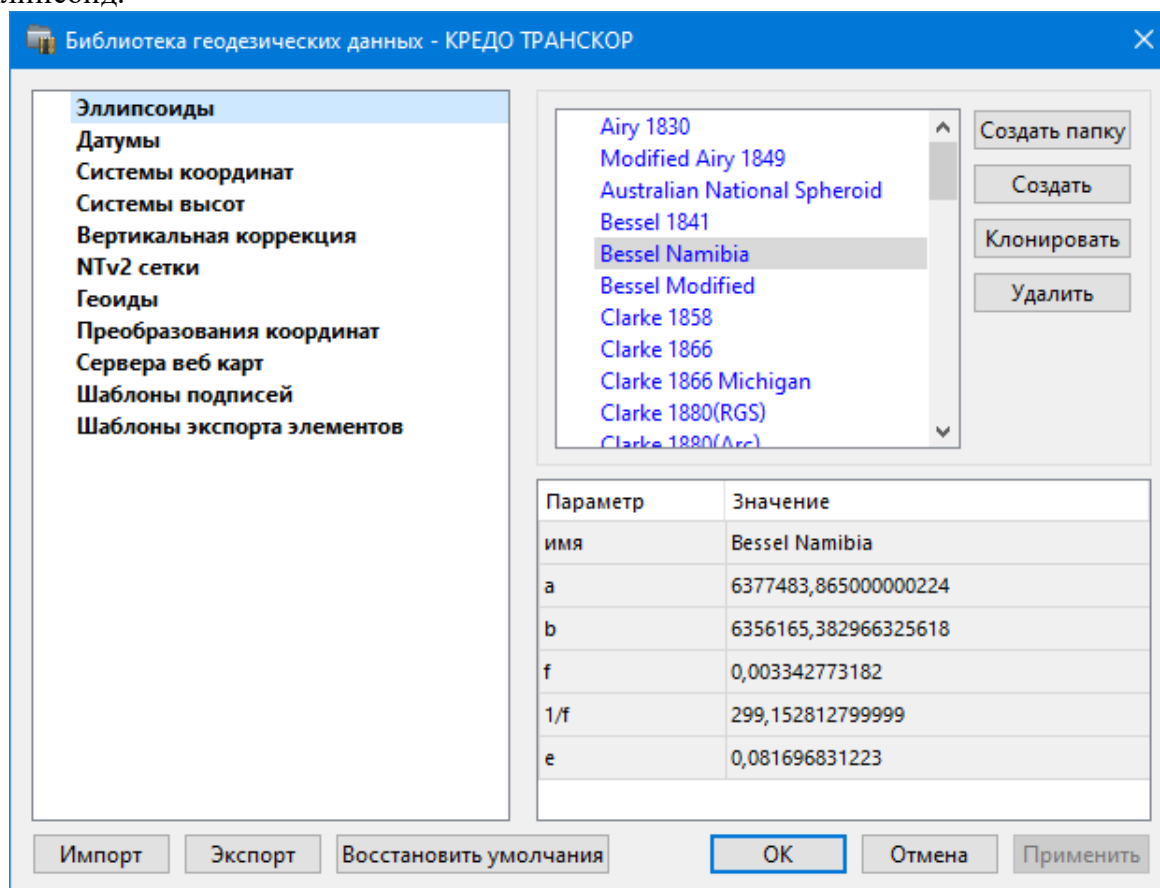 Библиотека геодезических данных - КРЕДО ТРАНСКОР
Эллипсоиды
Датумы
Системы координат
Системы высот
Вертикальная коррекция
NTv2 сетки
Геоиды
Преобразования координат
Сервера веб карт
Шаблоны подписей
Шаблоны экспорта элементов
Airy 1830
Modified Airy 1849
Australian National Spheroid
Bessel 1841
Bessel Namibia
Bessel Modified
Clarke 1858
Clarke 1866
Clarke 1866 Michigan
Clarke 1880(RGS)
Clarke 1880(Arc)
Создать папку
Создать
Клонировать
Удалить
Параметр Значение
имя Bessel Namibia
a 6377483,865000000224
b 6356165,382966325618
f 0,003342773182
1/f 299,152812799999
e 0,081696831223
Импорт Экспорт Восстановить умолчания OK Отмена Применить